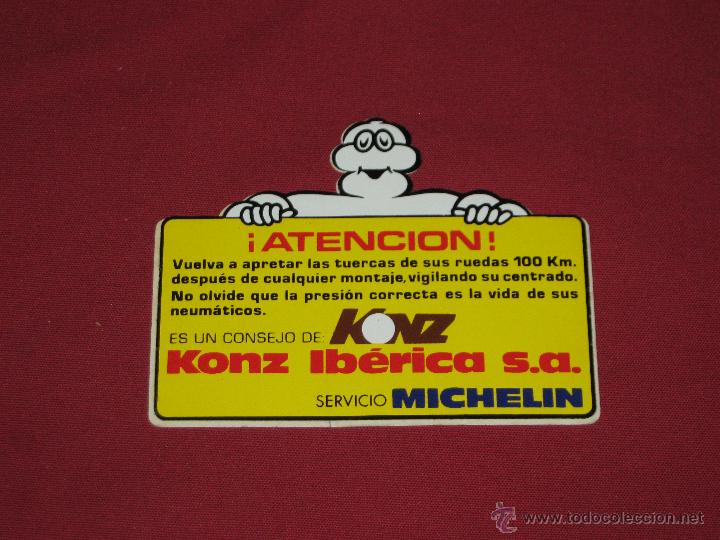 ¡ATENCION!
Vuelva a apretar las tuercas de sus ruedas 100 Km.
después de cualquier montaje, vigilando su centrado.
No olvide que la presión correcta es la vida de sus
neumáticos.
ES UN CONSEJO DE: KONZ
Konz Ibérica s.a.
SERVICIO MICHELIN
www.todocoleccion.net